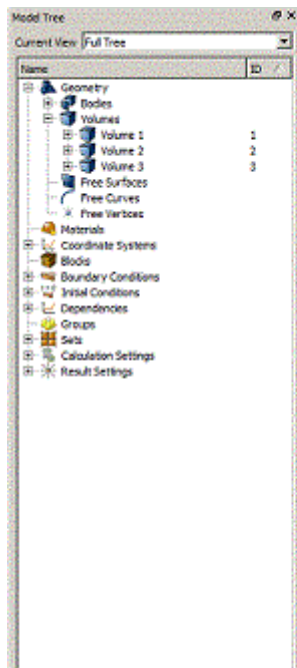 Model Tree
Current View Full Tree
Name ID
Geometry
Bodies
Volumes
Volume 1 1
Volume 2 2
Volume 3 3
Free Surfaces
Free Curves
Free Vertices
Materials
Coordinate Systems
Blocks
Boundary Conditions
Initial Conditions
Dependencies
Groups
Sets
Calculation Settings
Result Settings